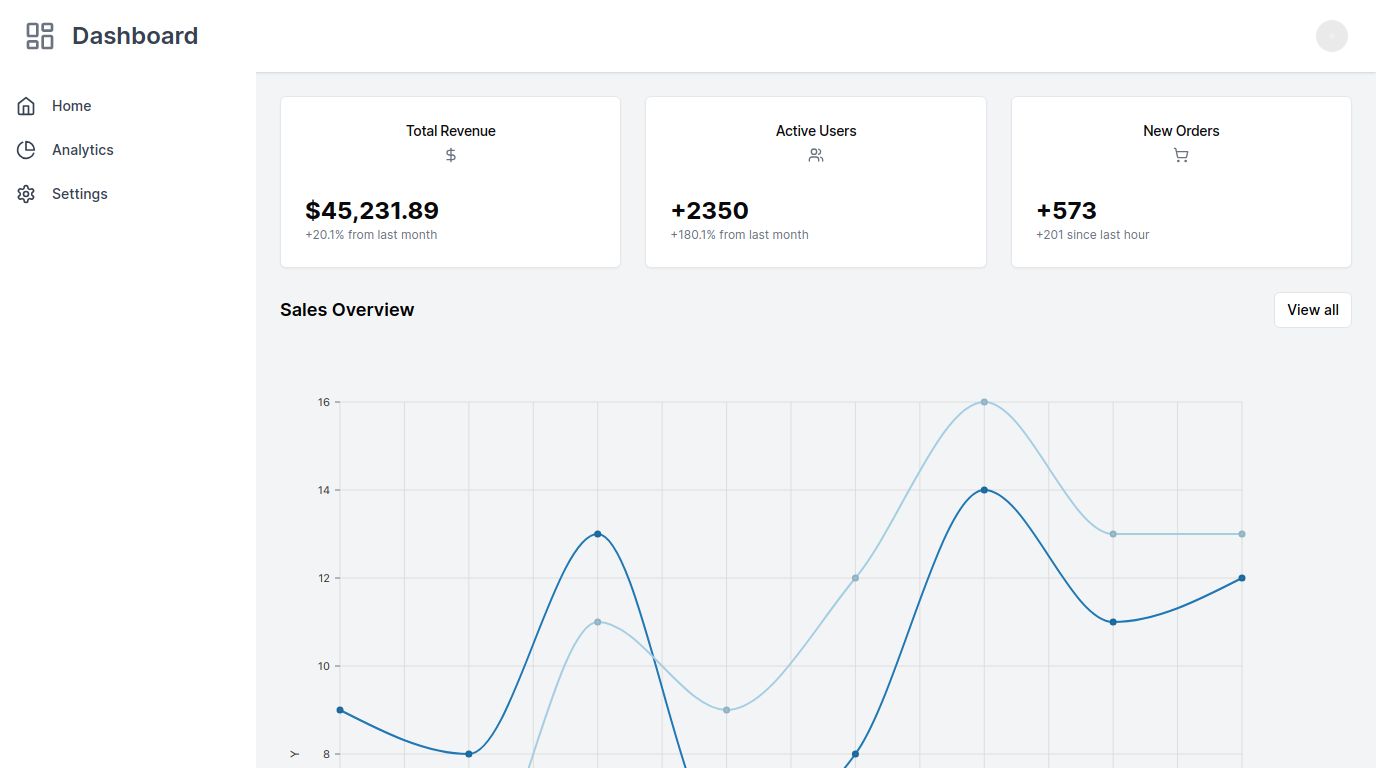 Dashboard
Home
Analytics
Settings
Total Revenue
$45,231.89
+20.1% from last month
Active Users
+2350
+180.1% from last month
New Orders
+573
+201 since last hour
Sales Overview
View all
16
14
12
10
8
Y